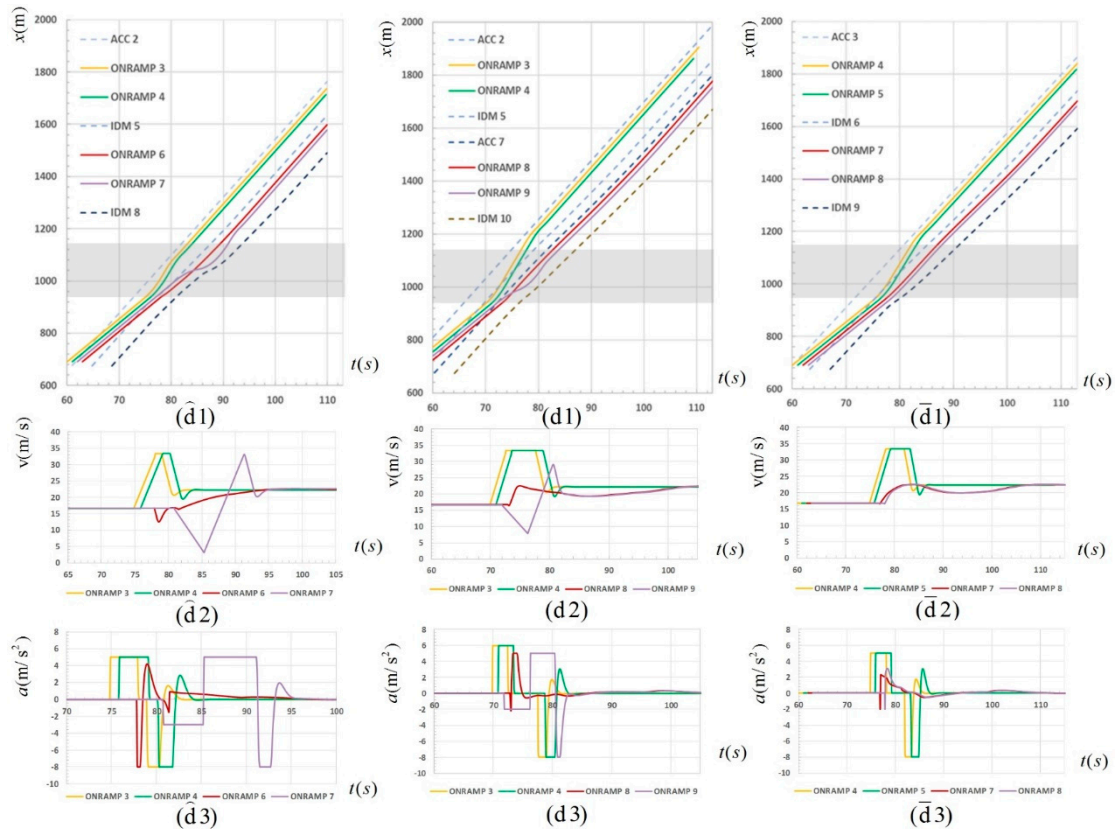 x(m)
2000
1800
1600
1400
1200
1000
800
600
ACC 2
ONRAMP 3
ONRAMP 4
IDM 5
ONRAMP 6
ONRAMP 7
IDM 8
60 70 80 90 100 110
t(s)
(d̂1)
x(m)
2000
1800
1600
1400
1200
1000
800
600
ACC 2
ONRAMP 3
ONRAMP 4
IDM 5
ACC 7
ONRAMP 8
ONRAMP 9
IDM 10
60 70 80 90 100 110
t(s)
(d1)
x(m)
2000
1800
1600
1400
1200
1000
800
600
ACC 3
ONRAMP 4
ONRAMP 5
IDM 6
ONRAMP 7
ONRAMP 8
IDM 9
60 70 80 90 100 110
t(s)
(d̅1)
v(m/ s)
40
35
30
25
20
15
10
5
0
65 70 75 80 85 90 95 100 105
t(s)
ONRAMP 3 ONRAMP 4 ONRAMP 6 ONRAMP 7
(d̂2)
v(m/ s)
40
35
30
25
20
15
10
5
0
60 70 80 90 100
t(s)
ONRAMP 3 ONRAMP 4 ONRAMP 8 ONRAMP 9
(d2)
v(m/ s)
40
35
30
25
20
15
10
5
0
60 70 80 90 100 110
t(s)
ONRAMP 4 ONRAMP 5 ONRAMP 7 ONRAMP 8
(d̅2)
a(m/ s²)
6
4
2
0
-2
-4
-6
-8
-10
70 75 80 85 90 95 100
t(s)
ONRAMP 3 ONRAMP 4 ONRAMP 6 ONRAMP 7
(d̂3)
a(m/ s²)
8
6
4
2
0
-2
-4
-6
-8
-10
60 70 80 90 100
t(s)
ONRAMP 3 ONRAMP 4 ONRAMP 8 ONRAMP 9
(d3)
a(m/ s²)
8
6
4
2
0
-2
-4
-6
-8
-10
60 70 80 90 100 110
t(s)
ONRAMP 4 ONRAMP 5 ONRAMP 7 ONRAMP 8
(d̅3)